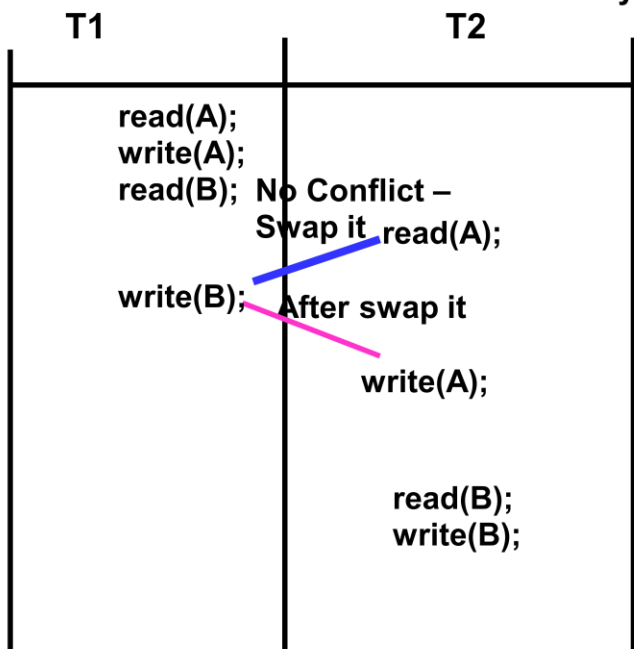 y
T1 T2
read(A);
write(A);
read(B); No Conflict –
Swap it read(A);
write(B); After swap it
write(A);
read(B);
write(B);